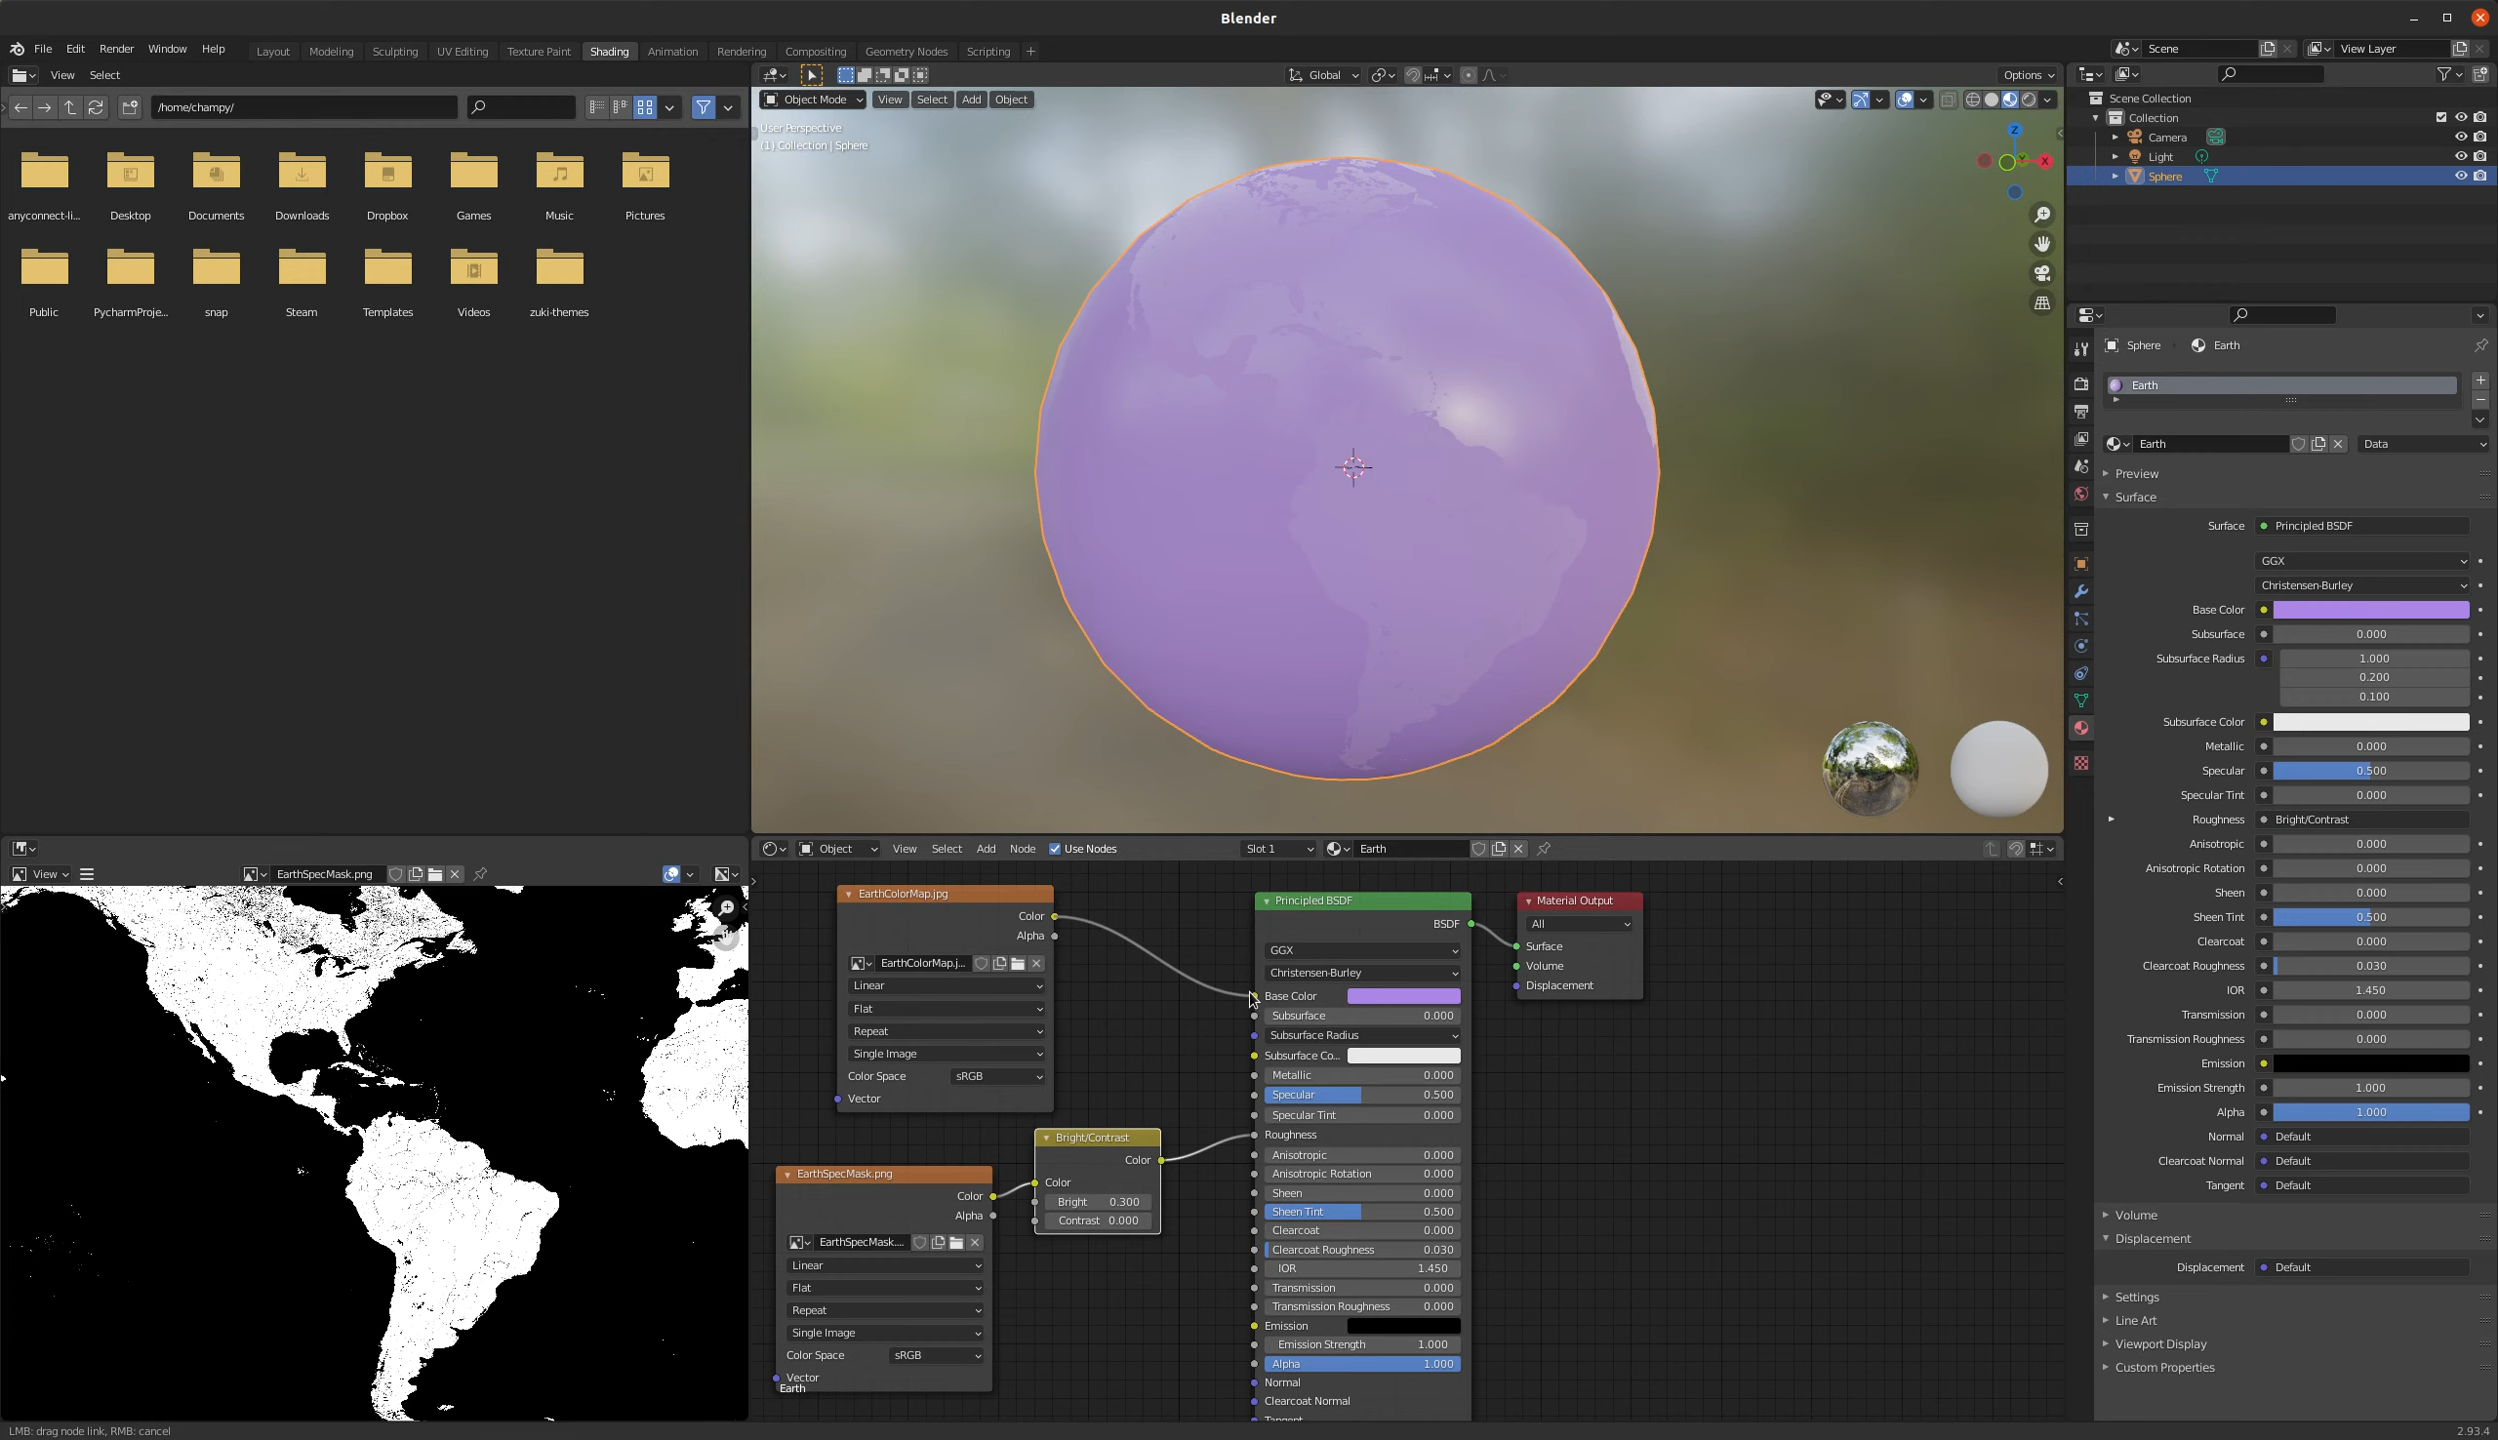 Blender
File Edit Render Window Help Layout Modeling Sculpting UV Editing Texture Paint Shading Animation Rendering Compositing Geometry Nodes Scripting +
Scene
View Layer
View Select
/home/champy/
anyconnect-li... Desktop Documents Downloads Dropbox Games Music Pictures
Public PycharmProje... snap Steam Templates Videos zuki-themes
Global
Options
Object Mode View Select Add Object
User Perspective
(1) Collection | Sphere
Z
X
Y
Scene Collection
Collection
Camera
Light
Sphere
Sphere Earth
Earth
Earth Data
Preview
Surface
Surface Principled BSDF
GGX
Christensen-Burley
Base Color
Subsurface 0.000
Subsurface Radius 1.000
0.200
0.100
Subsurface Color
Metallic 0.000
Specular 0.500
Specular Tint 0.000
Roughness Bright/Contrast
Anisotropic 0.000
Anisotropic Rotation 0.000
Sheen 0.000
Sheen Tint 0.500
Clearcoat 0.000
Clearcoat Roughness 0.030
IOR 1.450
Transmission 0.000
Transmission Roughness 0.000
Emission
Emission Strength 1.000
Alpha 1.000
Normal Default
Clearcoat Normal Default
Tangent Default
Volume
Displacement
Displacement Default
Settings
Line Art
Viewport Display
Custom Properties
View
EarthSpecMask.png
Object View Select Add Node Use Nodes
Slot 1
Earth
EarthColorMap.jpg
Color
Alpha
EarthColorMap.j...
Linear
Flat
Repeat
Single Image
Color Space sRGB
Vector
EarthSpecMask.png
Color
Alpha
EarthSpecMask....
Linear
Flat
Repeat
Single Image
Color Space sRGB
Vector
Earth
Bright/Contrast
Color
Color
Bright 0.300
Contrast 0.000
Principled BSDF
BSDF
GGX
Christensen-Burley
Base Color
Subsurface 0.000
Subsurface Radius
Subsurface Co...
Metallic 0.000
Specular 0.500
Specular Tint 0.000
Roughness
Anisotropic 0.000
Anisotropic Rotation 0.000
Sheen 0.000
Sheen Tint 0.500
Clearcoat 0.000
Clearcoat Roughness 0.030
IOR 1.450
Transmission 0.000
Transmission Roughness 0.000
Emission
Emission Strength 1.000
Alpha 1.000
Normal
Clearcoat Normal
Tangent
Material Output
All
Surface
Volume
Displacement
LMB: drag node link, RMB: cancel
2.93.4